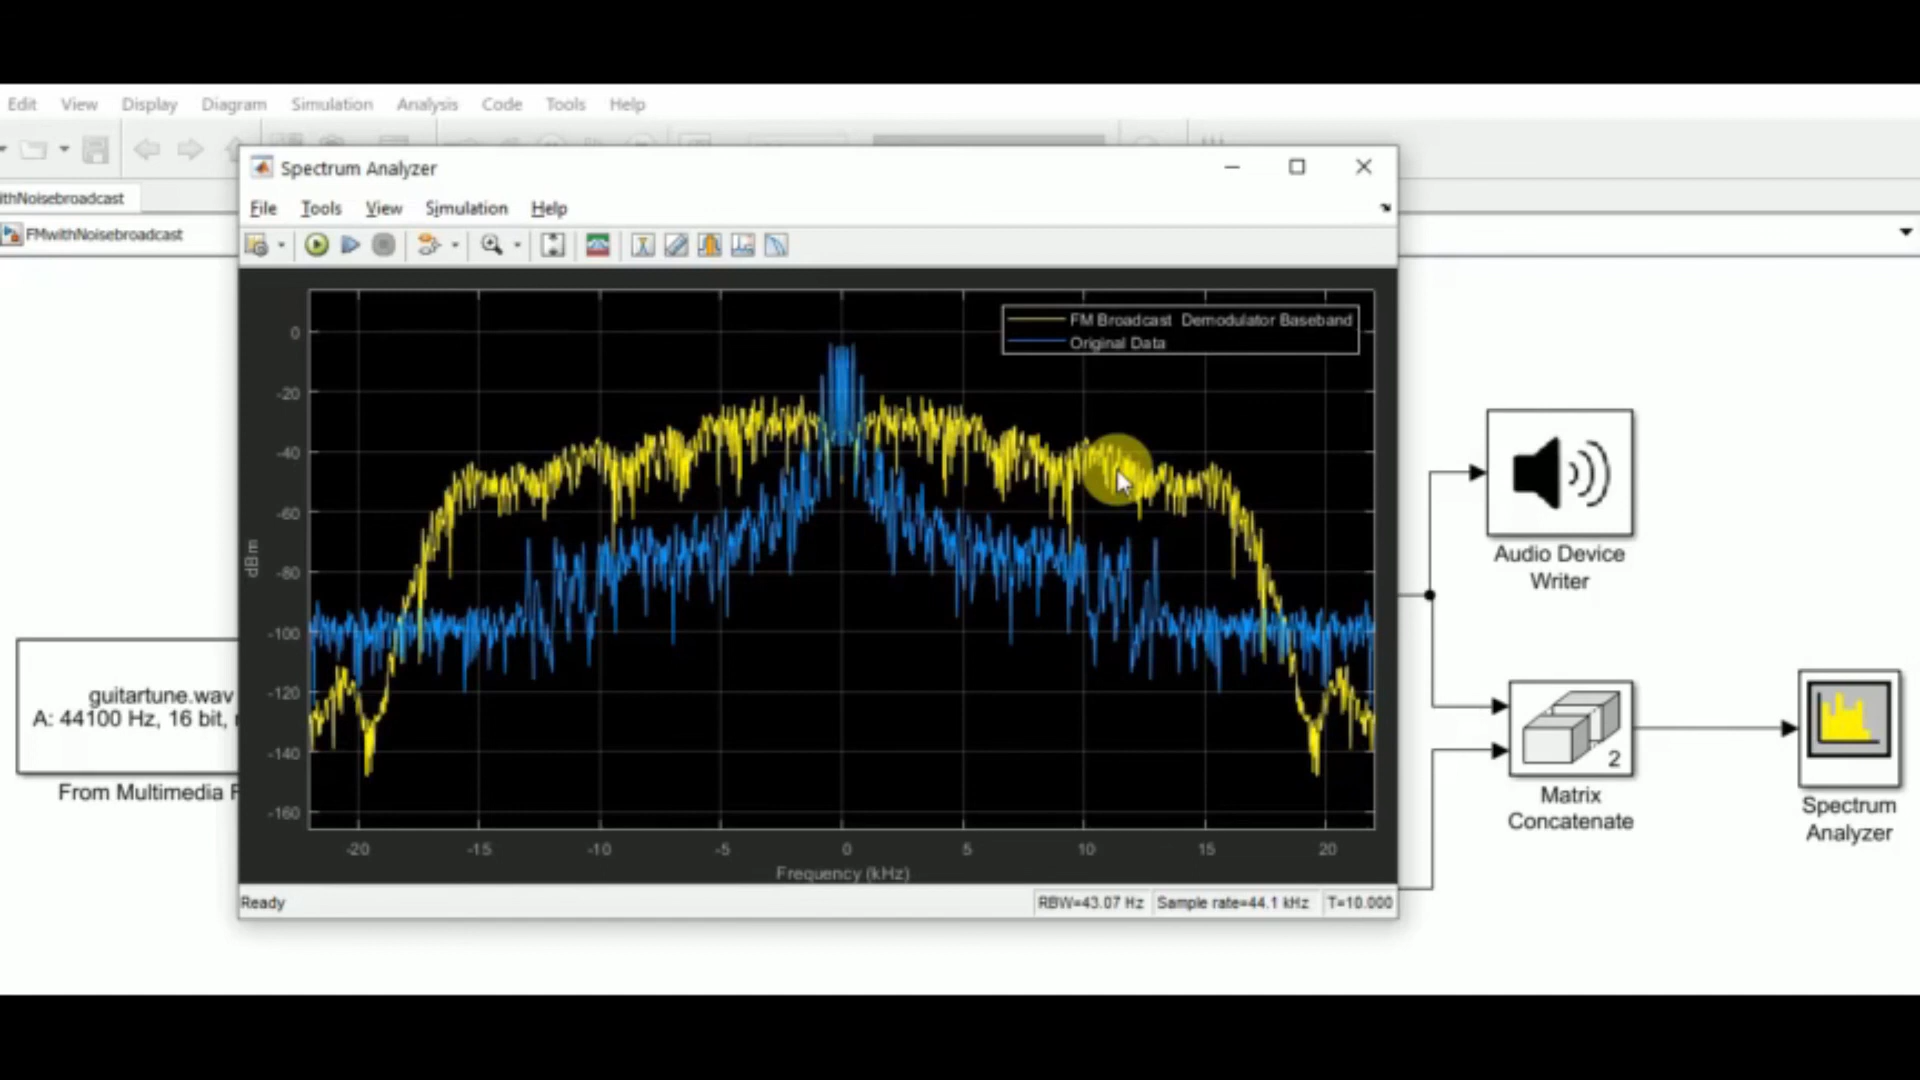 Edit View Display Diagram Simulation Analysis Code Tools Help
ithNoisebroadcast
FMwithNoisebroadcast
Spectrum Analyzer
File Tools View Simulation Help
FM Broadcast Demodulator Baseband
Original Data
0
-20
-40
-60
-80
-100
-120
-140
-160
dBm
-20 -15 -10 -5 0 5 10 15 20
Frequency (kHz)
Ready RBW=43.07 Hz Sample rate=44.1 kHz T=10.000
guitartune.wav
A: 44100 Hz, 16 bit,
From Multimedia F
Audio Device
Writer
2
Matrix
Concatenate
Spectrum
Analyzer